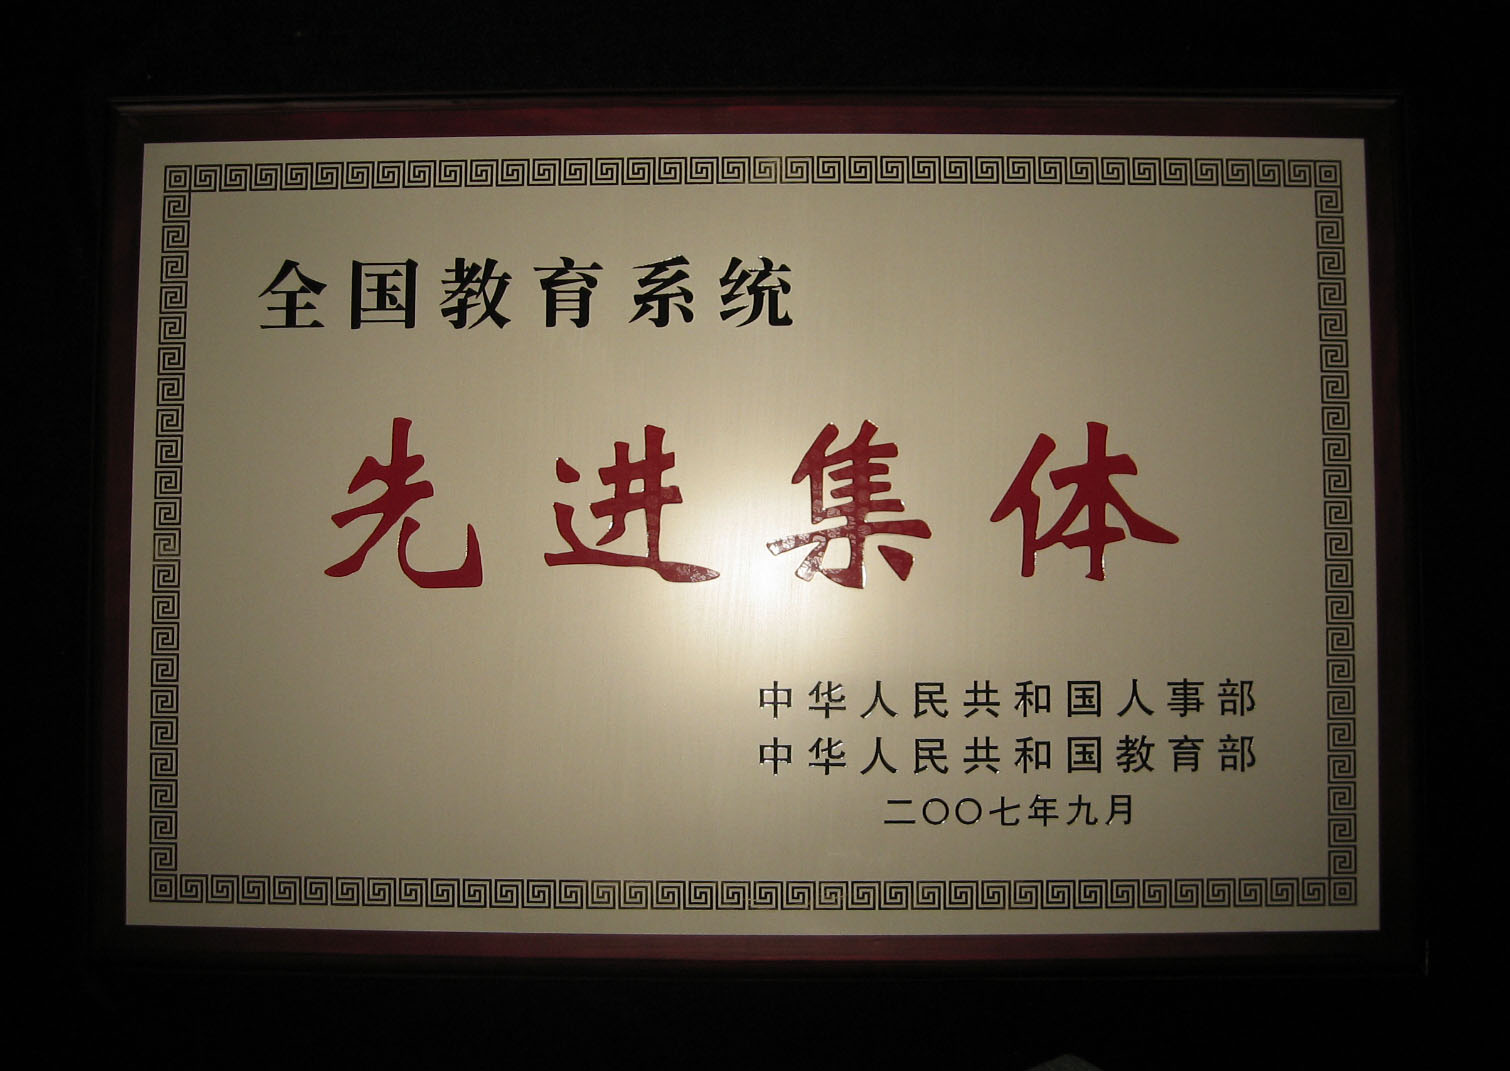 全国教育系统
先进集体
中华人民共和国人事部
中华人民共和国教育部
二〇〇七年九月